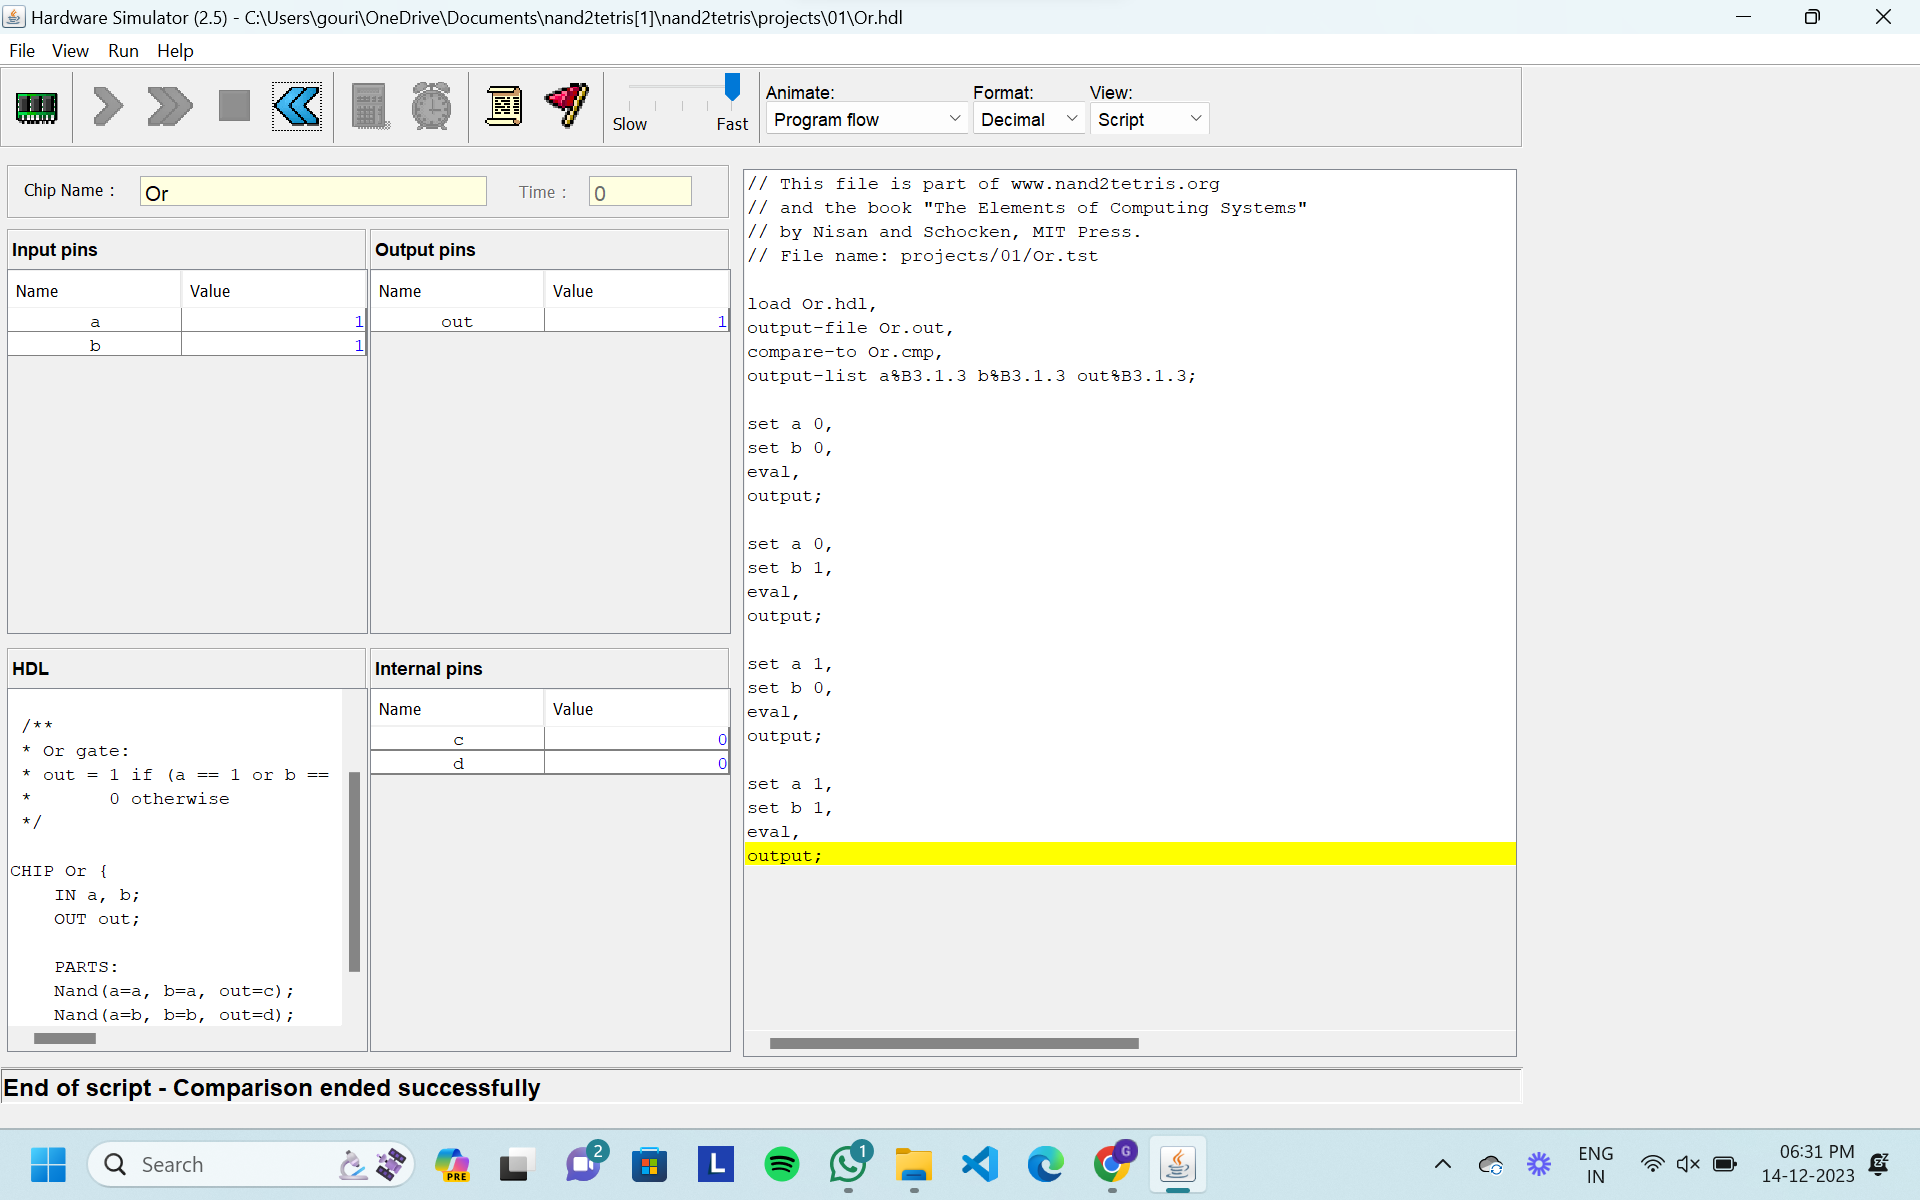 Hardware Simulator (2.5) - C:\Users\gouri\OneDrive\Documents\nand2tetris[1]\nand2tetris\projects\01\Or.hdl
File View Run Help
Slow Fast
Animate:
Program flow
Format:
Decimal
View:
Script
Chip Name :
Or
Time :
0
Input pins
Name Value
a 1
b 1
Output pins
Name Value
out 1
HDL
/**
* Or gate:
* out = 1 if (a == 1 or b ==
* 0 otherwise
*/
CHIP Or {
IN a, b;
OUT out;
PARTS:
Nand(a=a, b=a, out=c);
Nand(a=b, b=b, out=d);
Internal pins
Name Value
c 0
d 0
// This file is part of www.nand2tetris.org
// and the book "The Elements of Computing Systems"
// by Nisan and Schocken, MIT Press.
// File name: projects/01/Or.tst
load Or.hdl,
output-file Or.out,
compare-to Or.cmp,
output-list a%B3.1.3 b%B3.1.3 out%B3.1.3;
set a 0,
set b 0,
eval,
output;
set a 0,
set b 1,
eval,
output;
set a 1,
set b 0,
eval,
output;
set a 1,
set b 1,
eval,
output;
End of script - Comparison ended successfully
Search
PRE
2
L
1
G
ENG
IN
06:31 PM
14-12-2023